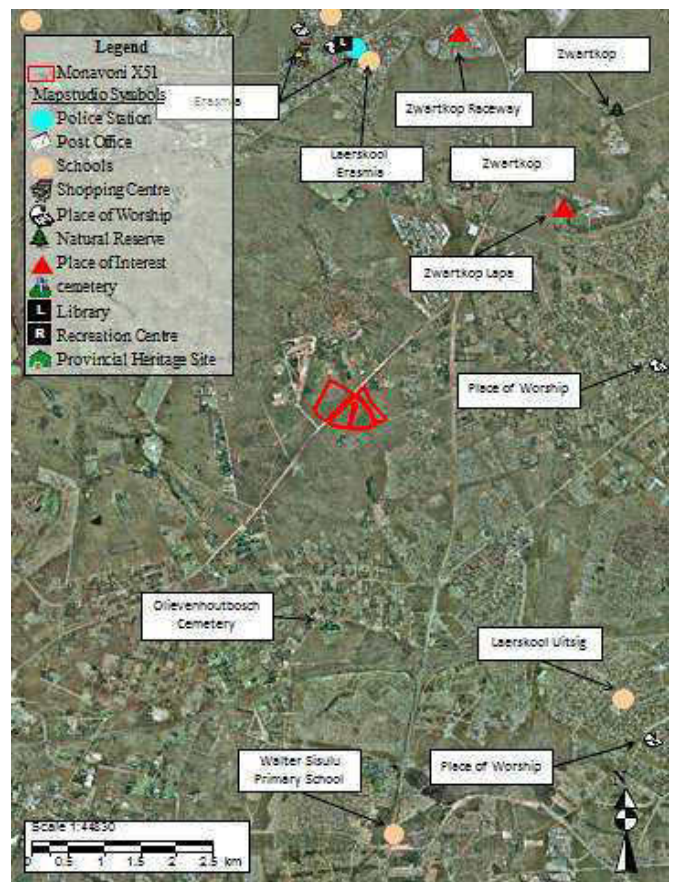 Legend
Monavoni X51
Mapstudio Symbols
Police Station
Post Office
Schools
Shopping Centre
Place of Worship
Natural Reserve
Place of Interest
cemetery
L Library
R Recreation Centre
Provincial Heritage Site
L
Erasmia
Laerskool
Erasmia
Zwartkop Raceway
Zwartkop
Zwartkop
Zwartkop Lapa
Place of Worship
Olievenhoutbosch
Cemetery
Laerskool Uitsig
Walter Sisulu
Primary School
Place of Worship
N
Scale 1:44830
0 0.5 1 1.5 2 2.5 km